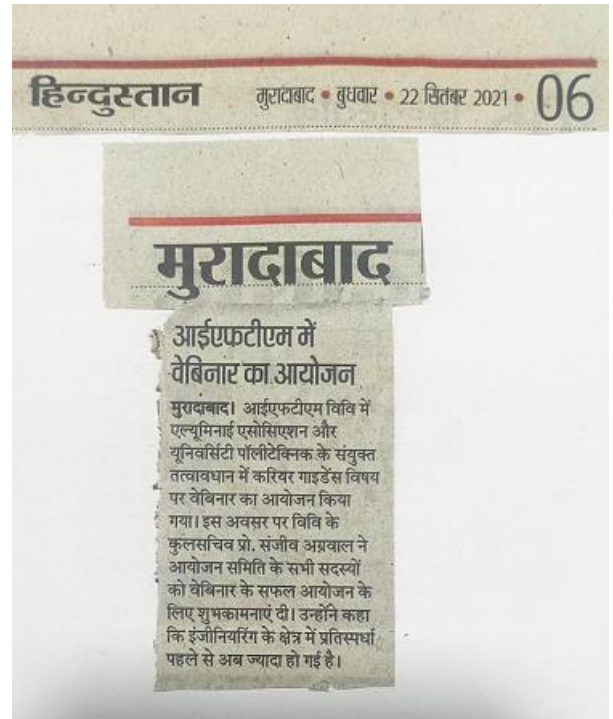 हिन्दुस्तान
मुरादाबाद • बुधवार • 22 सितंबर 2021 • 06
मुरादाबाद
आईएफटीएम में
वेबिनार का आयोजन
मुरादाबाद। आईएफटीएम विवि में
एल्यूमिनाई एसोसिएशन और
यूनिवर्सिटी पॉलीटेक्निक के संयुक्त
तत्वावधान में करियर गाइडेंस विषय
पर वेबिनार का आयोजन किया
गया। इस अवसर पर विवि के
कुलसचिव प्रो. संजीव अग्रवाल ने
आयोजन समिति के सभी सदस्यों
को वेबिनार के सफल आयोजन के
लिए शुभकामनाएं दी। उन्होंने कहा
कि इंजीनियरिंग के क्षेत्र में प्रतिस्पर्धा
पहले से अब ज्यादा हो गई है।